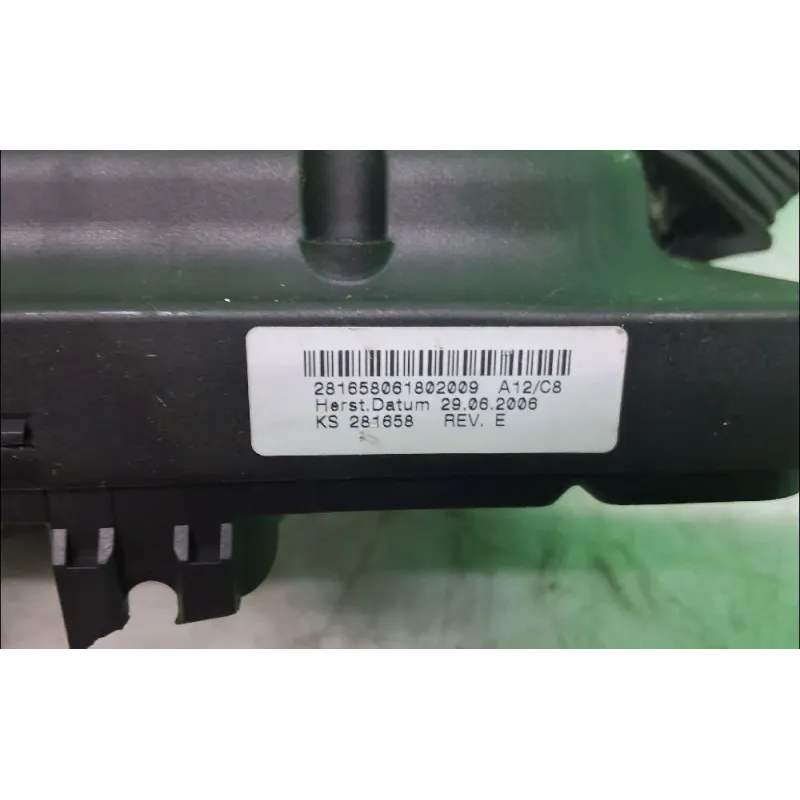 281658061802009 A12/C8
Herst.Datum 29.06.2006
KS 281658 REV. E